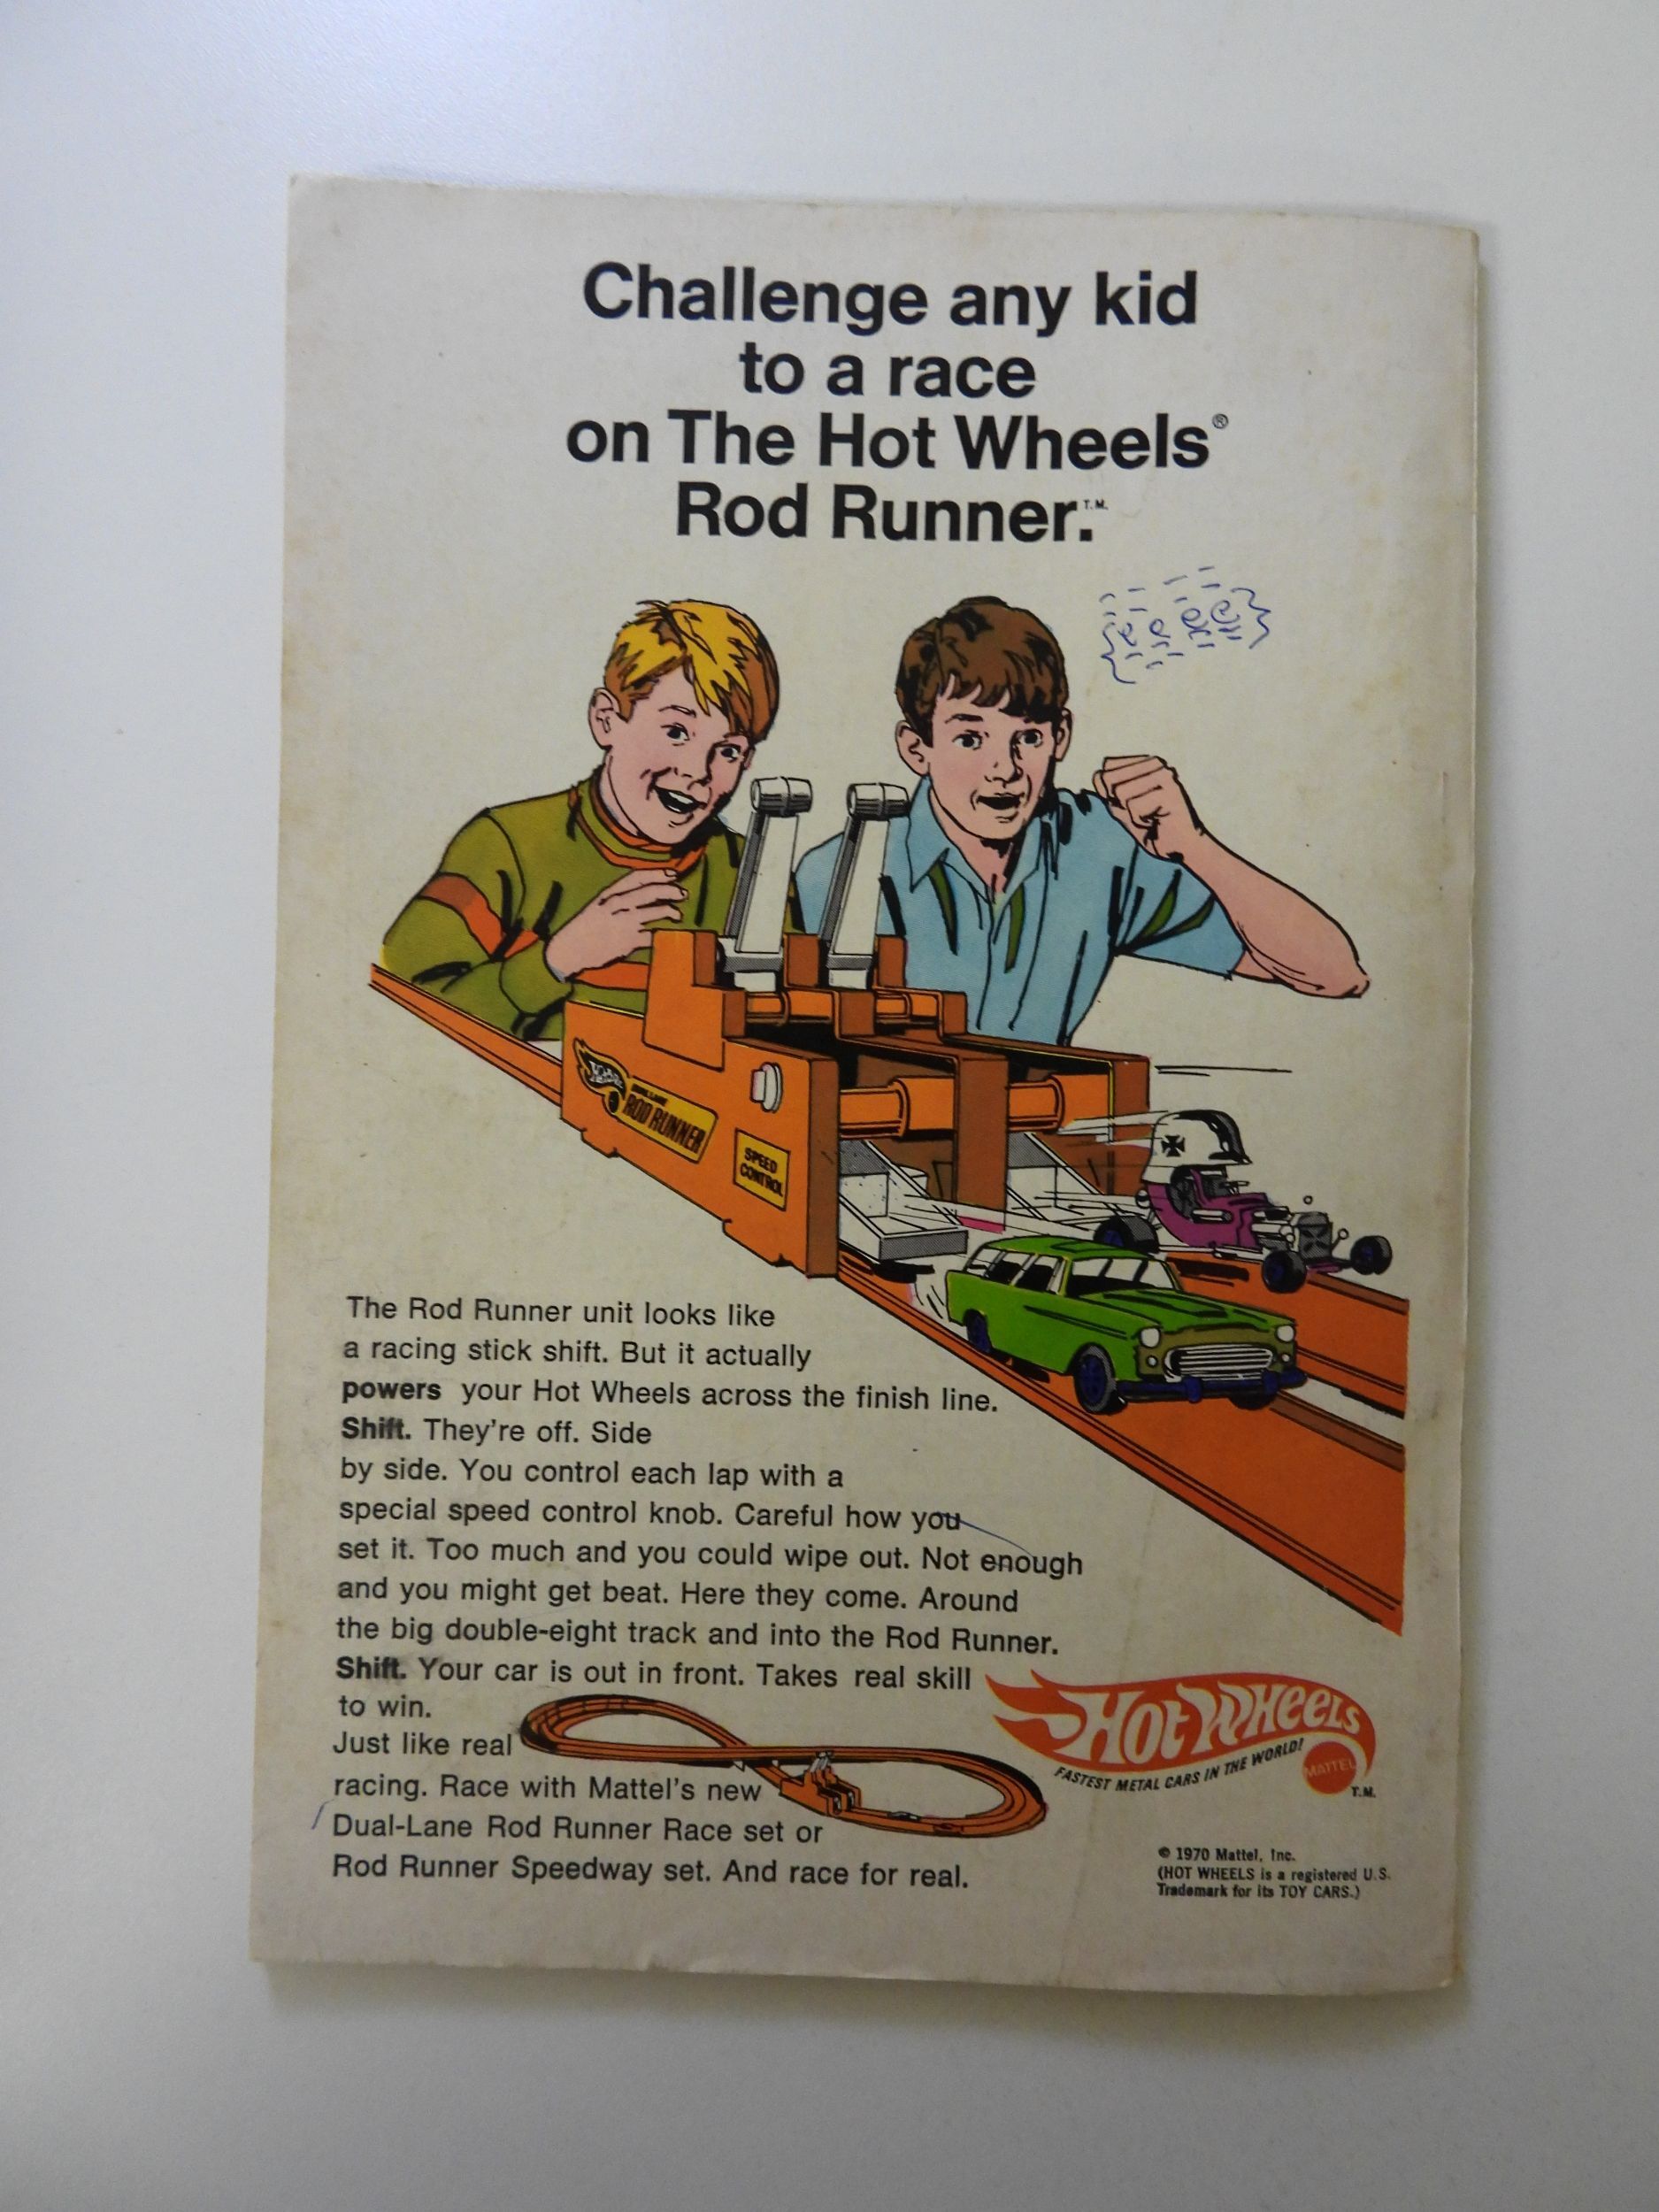 Challenge any kid
to a race
on The Hot Wheels®
Rod Runner.T.M.
ROD RUNNER
SPEED
CONTROL
The Rod Runner unit looks like
a racing stick shift. But it actually
powers your Hot Wheels across the finish line.
Shift. They're off. Side
by side. You control each lap with a
special speed control knob. Careful how you
set it. Too much and you could wipe out. Not enough
and you might get beat. Here they come. Around
the big double-eight track and into the Rod Runner.
Shift. Your car is out in front. Takes real skill
to win.
Just like real
racing. Race with Mattel's new
Dual-Lane Rod Runner Race set or
Rod Runner Speedway set. And race for real.
HOT WHEELS
FASTEST METAL CARS IN THE WORLD!
MATTEL
T.M.
© 1970 Mattel, Inc.
(HOT WHEELS is a registered U.S.
Trademark for its TOY CARS.)